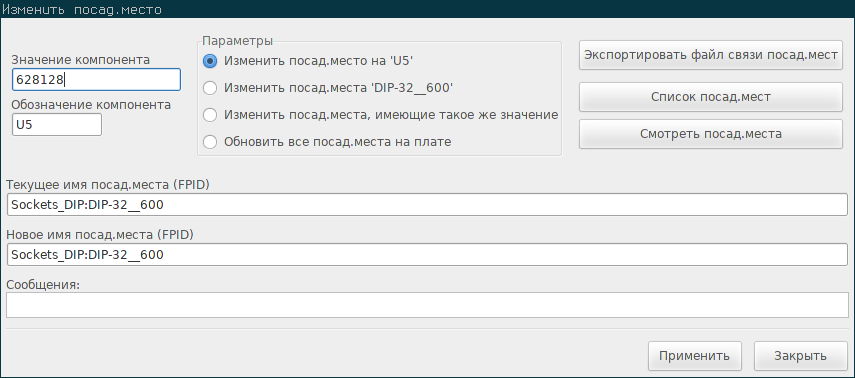 Изменить посад.место
Значение компонента
628128
Обозначение компонента
U5
Параметры
Изменить посад.место на 'U5'
Изменить посад.места 'DIP-32__600'
Изменить посад.места, имеющие такое же значение
Обновить все посад.места на плате
Экспортировать файл связи посад.мест
Список посад.мест
Смотреть посад.места
Текущее имя посад.места (FPID)
Sockets_DIP:DIP-32__600
Новое имя посад.места (FPID)
Sockets_DIP:DIP-32__600
Сообщения:
Применить
Закрыть